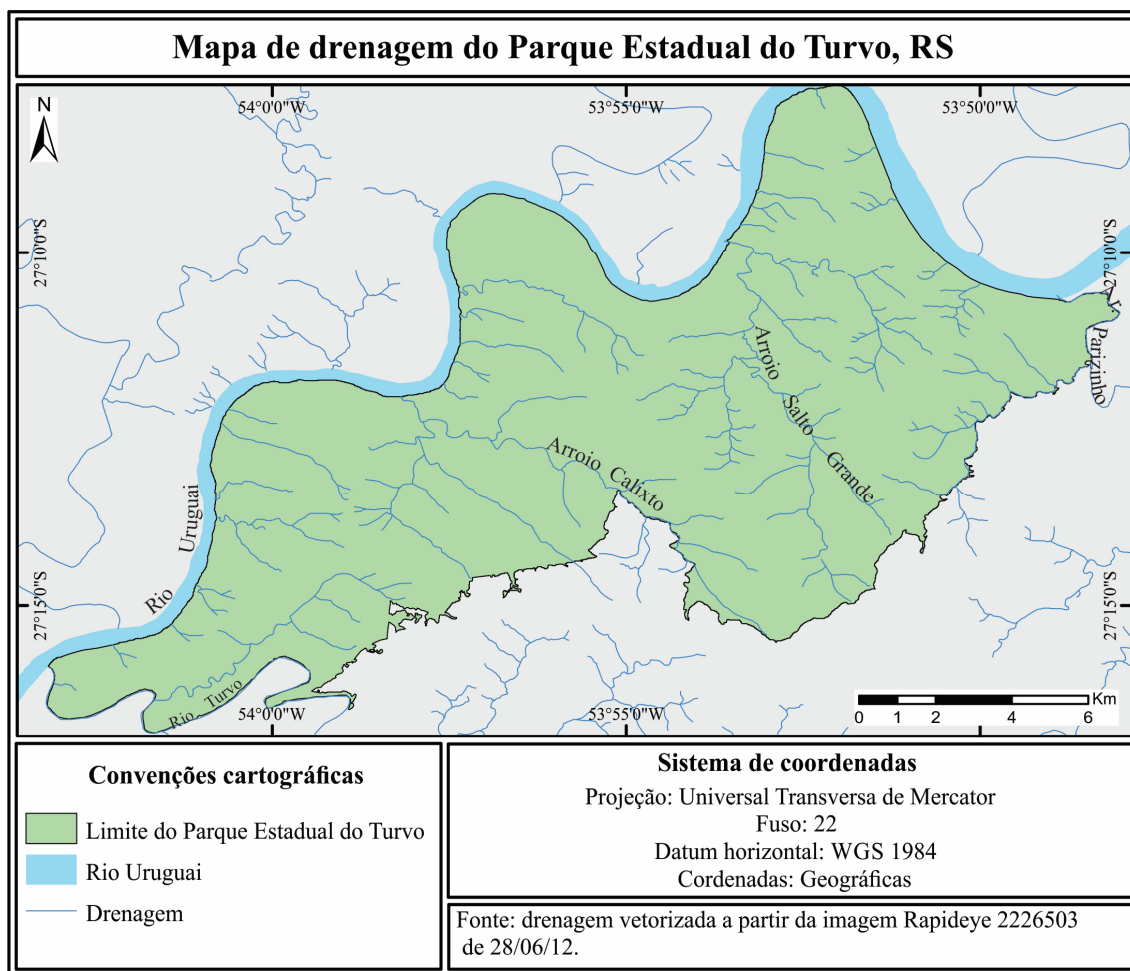 Mapa de drenagem do Parque Estadual do Turvo, RS
N
54°0'0"W
53°55'0"W
53°50'0"W
27°10'0"S
27°10'0"S
Ar. Parizinho
Arroio Salto Grande
Arroio Calixto
Rio Uruguai
27°15'0"S
27°15'0"S
Rio Turvo
54°0'0"W
53°55'0"W
Km
0 1 2 4 6
Convenções cartográficas
Limite do Parque Estadual do Turvo
Rio Uruguai
Drenagem
Sistema de coordenadas
Projeção: Universal Transversa de Mercator
Fuso: 22
Datum horizontal: WGS 1984
Cordenadas: Geográficas
Fonte: drenagem vetorizada a partir da imagem Rapideye 2226503
de 28/06/12.